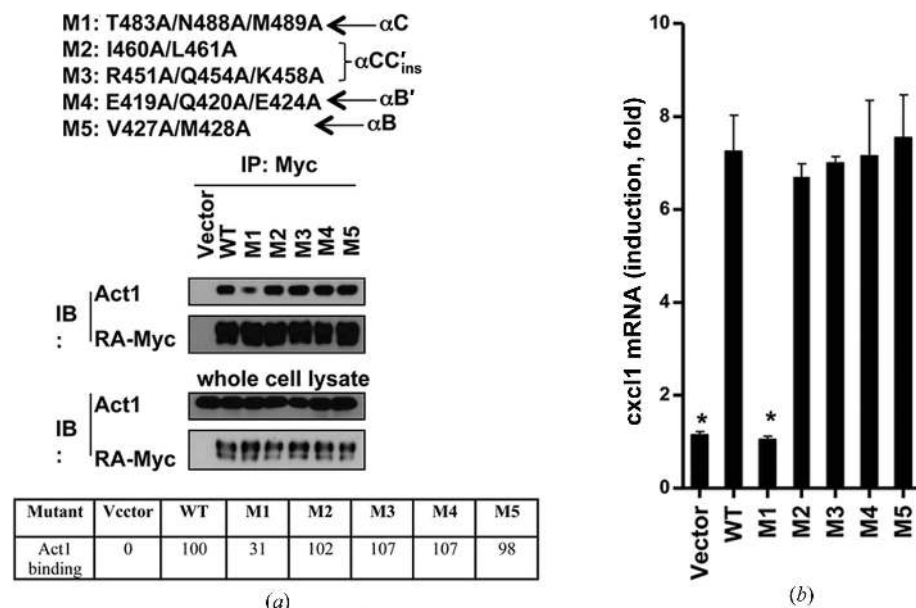 M1: T483A/N488A/M489A αC
M2: I460A/L461A
αCC′ins
M3: R451A/Q454A/K458A
M4: E419A/Q420A/E424A αB′
M5: V427A/M428A αB
IP: Myc
Vector WT M1 M2 M3 M4 M5
IB
:
Act1
RA-Myc
whole cell lysate
IB
:
Act1
RA-Myc
Mutant Vector WT M1 M2 M3 M4 M5
Act1 binding 0 100 31 102 107 107 98
(a)
cxcl1 mRNA (induction, fold)
10
8
6
4
2
0
* *
Vector WT M1 M2 M3 M4 M5
(b)